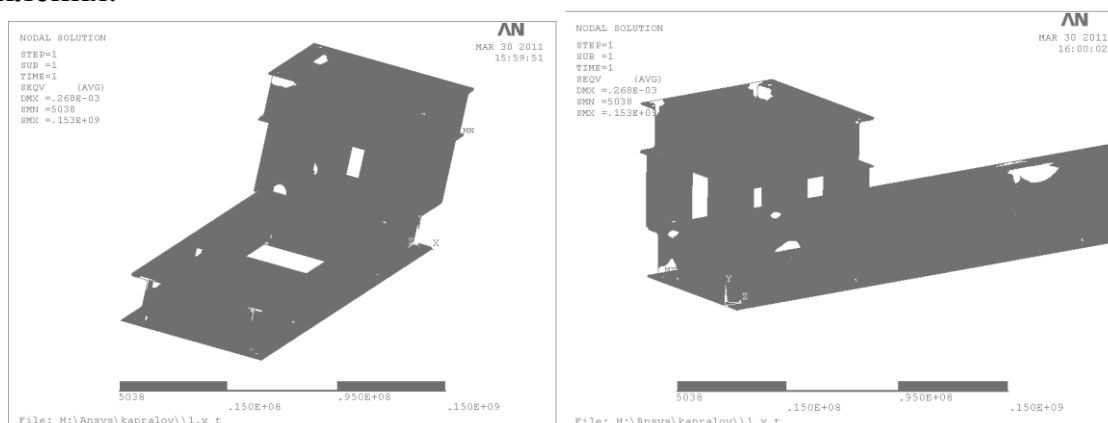 NODAL SOLUTION
STEP=1
SUB =1
TIME=1
SEQV (AVG)
DMX =.268E-03
SMN =5038
SMX =.153E+09
AN
MAR 30 2011
15:59:51
MN
Z X
5038
.150E+08
.950E+08
.150E+09
File: H:\Ansys\kapralov\\1.x_t
NODAL SOLUTION
STEP=1
SUB =1
TIME=1
SEQV (AVG)
DMX =.268E-03
SMN =5038
SMX =.153E+09
AN
MAR 30 2011
16:00:02
Y
Z
5038
.150E+08
.950E+08
.150E+09
File: H:\Ansys\kapralov\\1.x_t